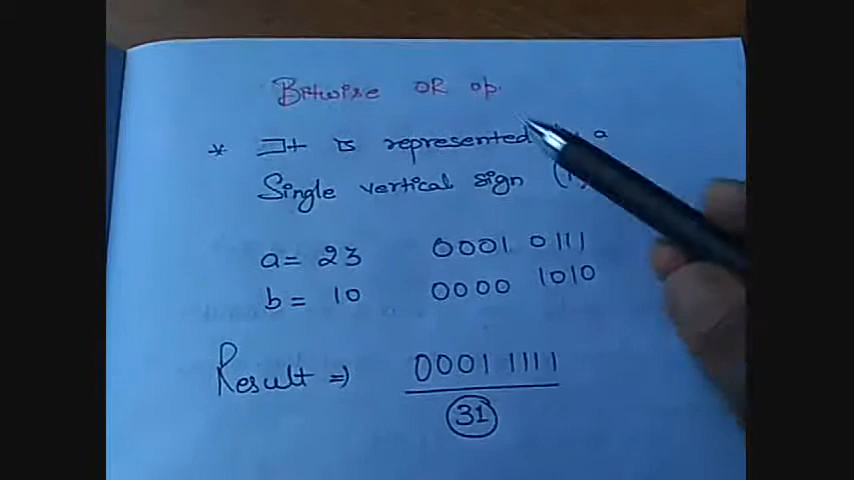 Bitwise OR op.
* It is represented a
Single vertical sign (
a= 23 0001 0111
b= 10 0000 1010
Result => 0001 1111
31